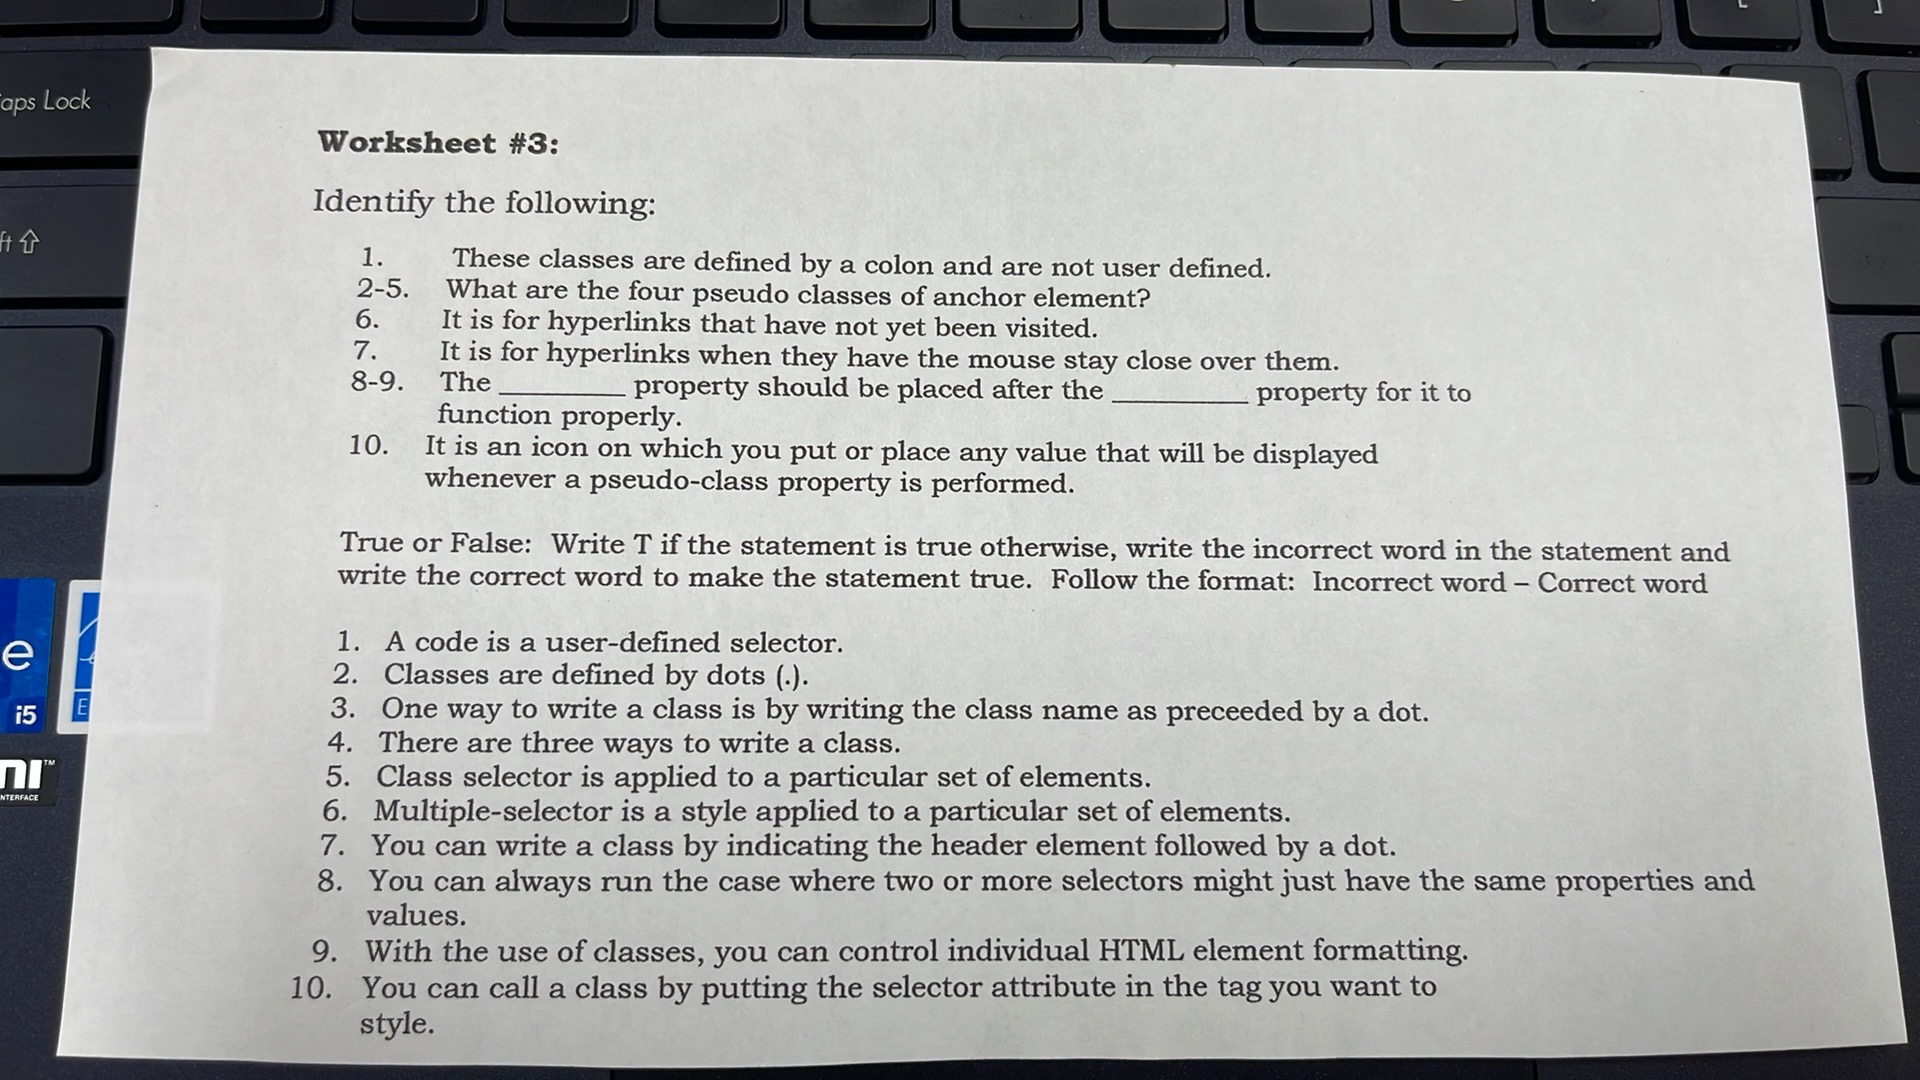 aps Lock
ft
Worksheet #3:
Identify the following:
1. These classes are defined by a colon and are not user defined.
2-5. What are the four pseudo classes of anchor element?
6. It is for hyperlinks that have not yet been visited.
7. It is for hyperlinks when they have the mouse stay close over them.
8-9. The ________ property should be placed after the ________ property for it to
function properly.
10. It is an icon on which you put or place any value that will be displayed
whenever a pseudo-class property is performed.
True or False: Write T if the statement is true otherwise, write the incorrect word in the statement and
write the correct word to make the statement true. Follow the format: Incorrect word – Correct word
1. A code is a user-defined selector.
2. Classes are defined by dots (.).
3. One way to write a class is by writing the class name as preceeded by a dot.
4. There are three ways to write a class.
5. Class selector is applied to a particular set of elements.
6. Multiple-selector is a style applied to a particular set of elements.
7. You can write a class by indicating the header element followed by a dot.
8. You can always run the case where two or more selectors might just have the same properties and
values.
9. With the use of classes, you can control individual HTML element formatting.
10. You can call a class by putting the selector attribute in the tag you want to
style.
e
i5
E
mi™
NTERFACE